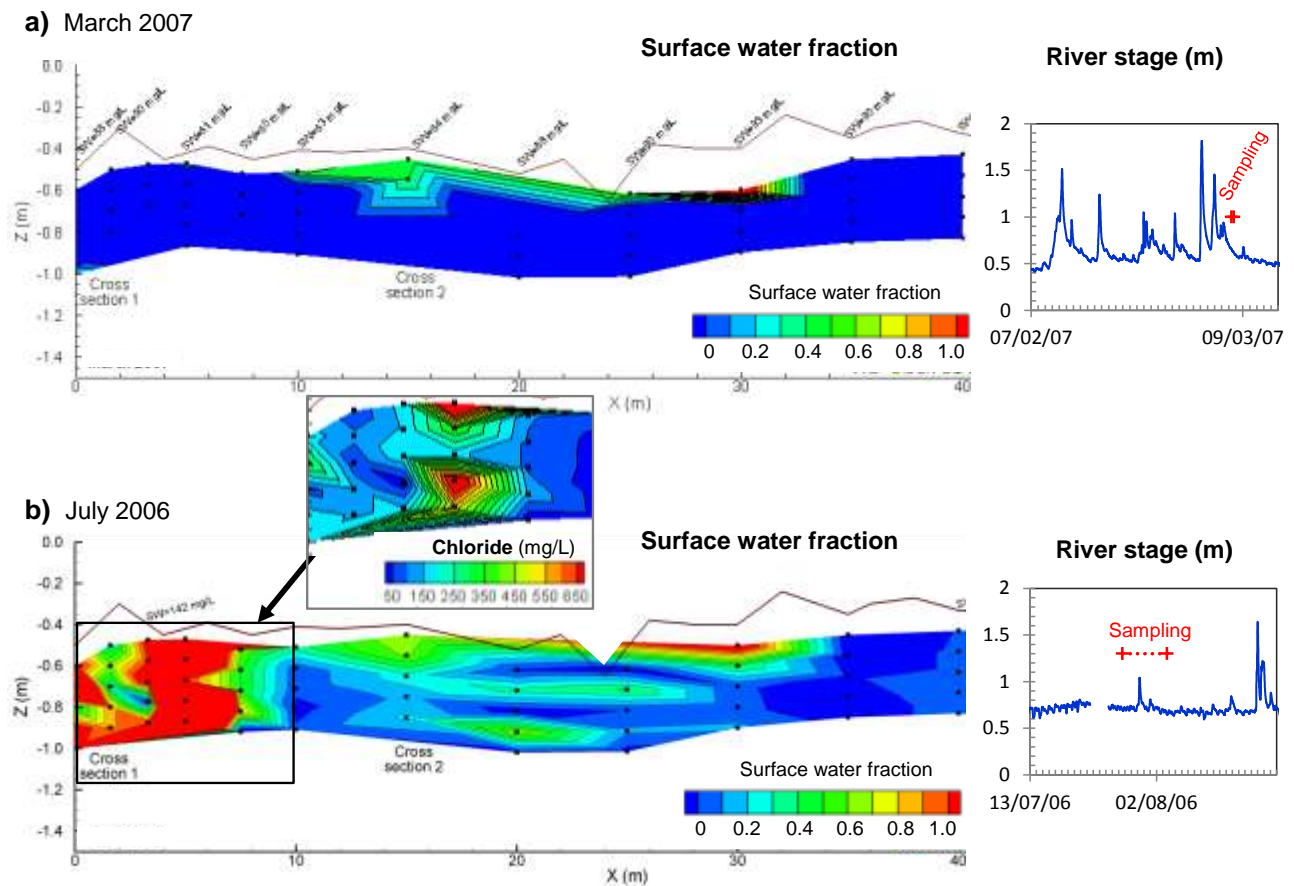 a) March 2007
Surface water fraction
River stage (m)
0.0
-0.2
-0.4
-0.6
-0.8
-1.0
-1.2
-1.4
Z (m)
Cross
section 1
Cross
section 2
Surface water fraction
0 0.2 0.4 0.6 0.8 1.0
0 10 20 30 40
X (m)
2
1.5
1
0.5
0
Sampling
07/02/07 09/03/07
Chloride (mg/L)
50 150 250 350 450 550 650
b) July 2006
Surface water fraction
River stage (m)
0.0
-0.2
-0.4
-0.6
-0.8
-1.0
-1.2
-1.4
Z (m)
SW=142 mg/L
Cross
section 1
Cross
section 2
Surface water fraction
0 0.2 0.4 0.6 0.8 1.0
0 10 20 30 40
X (m)
2
1.5
1
0.5
0
Sampling
13/07/06 02/08/06